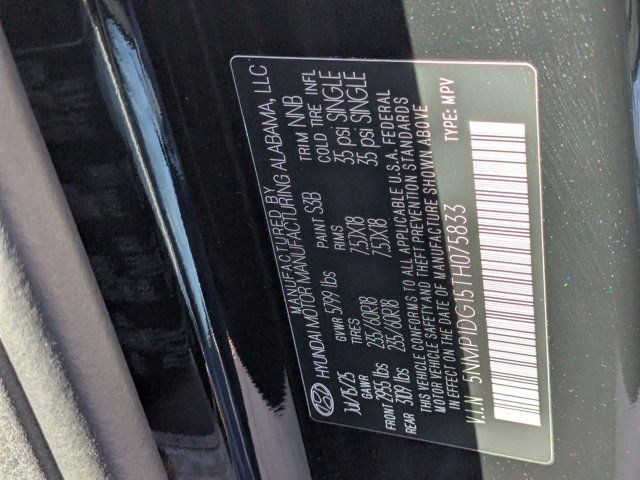 MANUFACTURED BY
HYUNDAI MOTOR MANUFACTURING ALABAMA, LLC
GVWR 5799 lbs PAINT S3B TRIM NNB
GAWR TIRES RIMS COLD TIRE INFL
FRONT 2955 lbs 235/60R18 7.5JX18 35 psi SINGLE
REAR 3109 lbs 235/60R18 7.5JX18 35 psi SINGLE
THIS VEHICLE CONFORMS TO ALL APPLICABLE U.S.A. FEDERAL
MOTOR VEHICLE SAFETY AND THEFT PREVENTION STANDARDS
IN EFFECT ON THE DATE OF MANUFACTURE SHOWN ABOVE
V.I.N 5NMP1DG15TH075833 TYPE: MPV